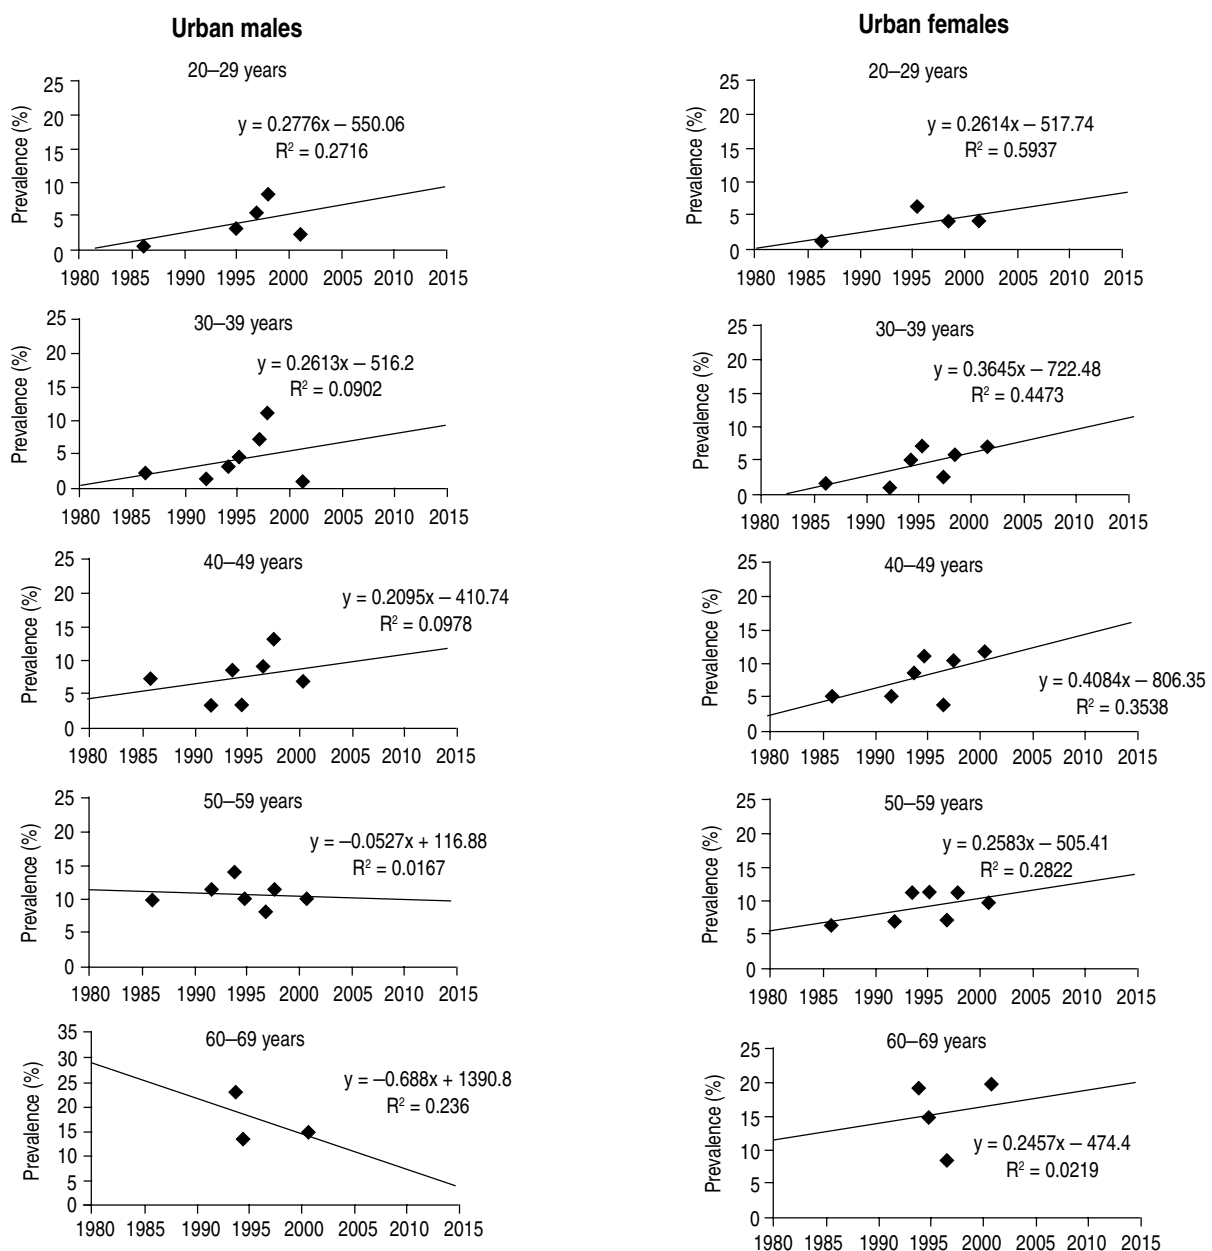 Urban males
20–29 years
Prevalence (%)
25
20
15
10
5
0
y = 0.2776x – 550.06
R² = 0.2716
1980 1985 1990 1995 2000 2005 2010 2015
30–39 years
Prevalence (%)
25
20
15
10
5
0
y = 0.2613x – 516.2
R² = 0.0902
1980 1985 1990 1995 2000 2005 2010 2015
40–49 years
Prevalence (%)
25
20
15
10
5
0
y = 0.2095x – 410.74
R² = 0.0978
1980 1985 1990 1995 2000 2005 2010 2015
50–59 years
Prevalence (%)
25
20
15
10
5
0
y = –0.0527x + 116.88
R² = 0.0167
1980 1985 1990 1995 2000 2005 2010 2015
60–69 years
Prevalence (%)
35
30
25
20
15
10
5
0
y = –0.688x + 1390.8
R² = 0.236
1980 1985 1990 1995 2000 2005 2010 2015
Urban females
20–29 years
Prevalence (%)
25
20
15
10
5
0
y = 0.2614x – 517.74
R² = 0.5937
1980 1985 1990 1995 2000 2005 2010 2015
30–39 years
Prevalence (%)
25
20
15
10
5
0
y = 0.3645x – 722.48
R² = 0.4473
1980 1985 1990 1995 2000 2005 2010 2015
40–49 years
Prevalence (%)
25
20
15
10
5
0
y = 0.4084x – 806.35
R² = 0.3538
1980 1985 1990 1995 2000 2005 2010 2015
50–59 years
Prevalence (%)
25
20
15
10
5
0
y = 0.2583x – 505.41
R² = 0.2822
1980 1985 1990 1995 2000 2005 2010 2015
60–69 years
Prevalence (%)
25
20
15
10
5
0
y = 0.2457x – 474.4
R² = 0.0219
1980 1985 1990 1995 2000 2005 2010 2015